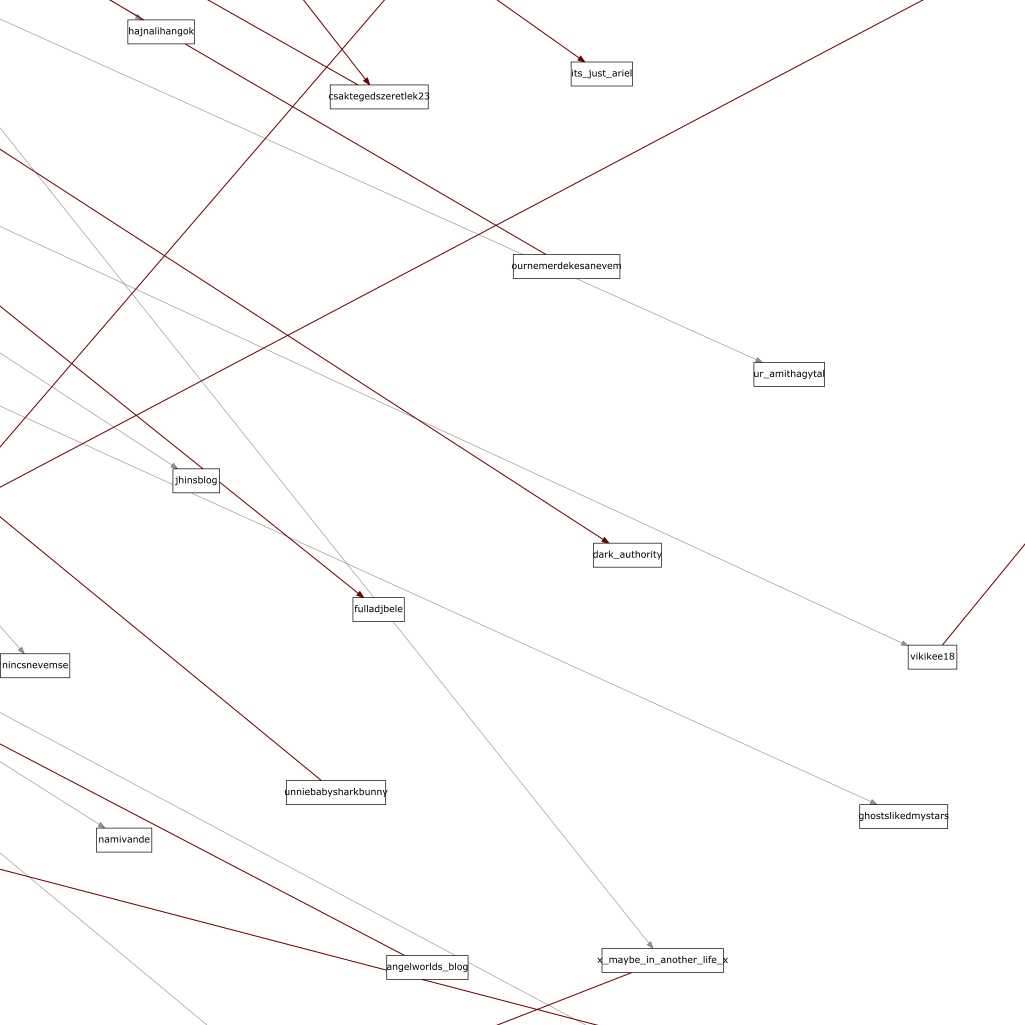 hajnalihangok
its_just_ariel
csaktegedszeretlek23
ournemerdekesanevem
ur_amithagytal
jhinsblog
dark_authority
fulladjbele
vikikee18
nincsnevemse
unniebabysharkbunny
ghostslikedmystars
namivande
x_maybe_in_another_life_x
angelworlds_blog